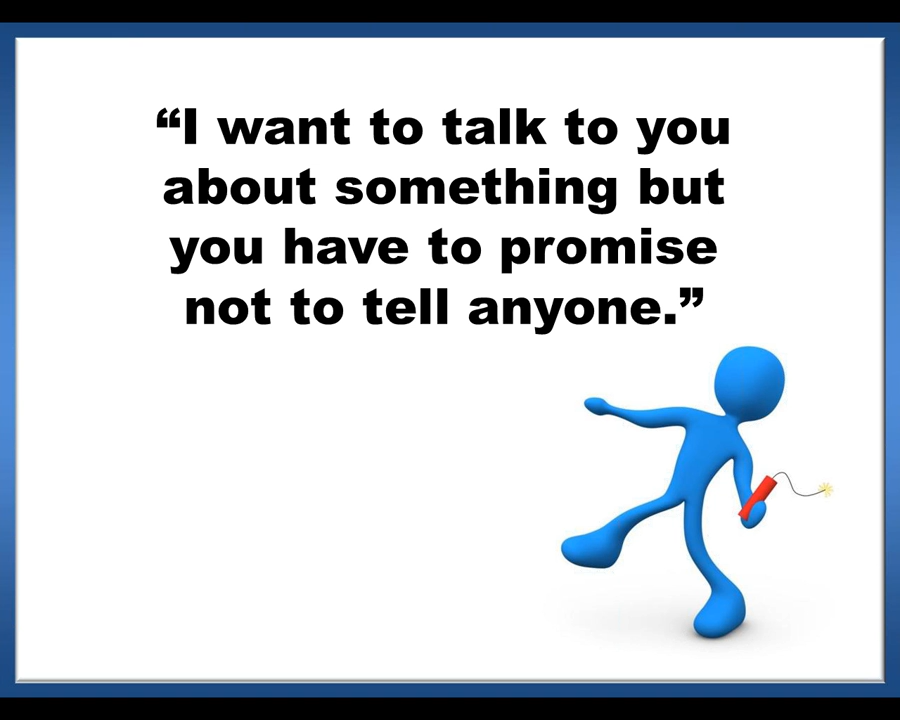 “I want to talk to you
about something but
you have to promise
not to tell anyone.”